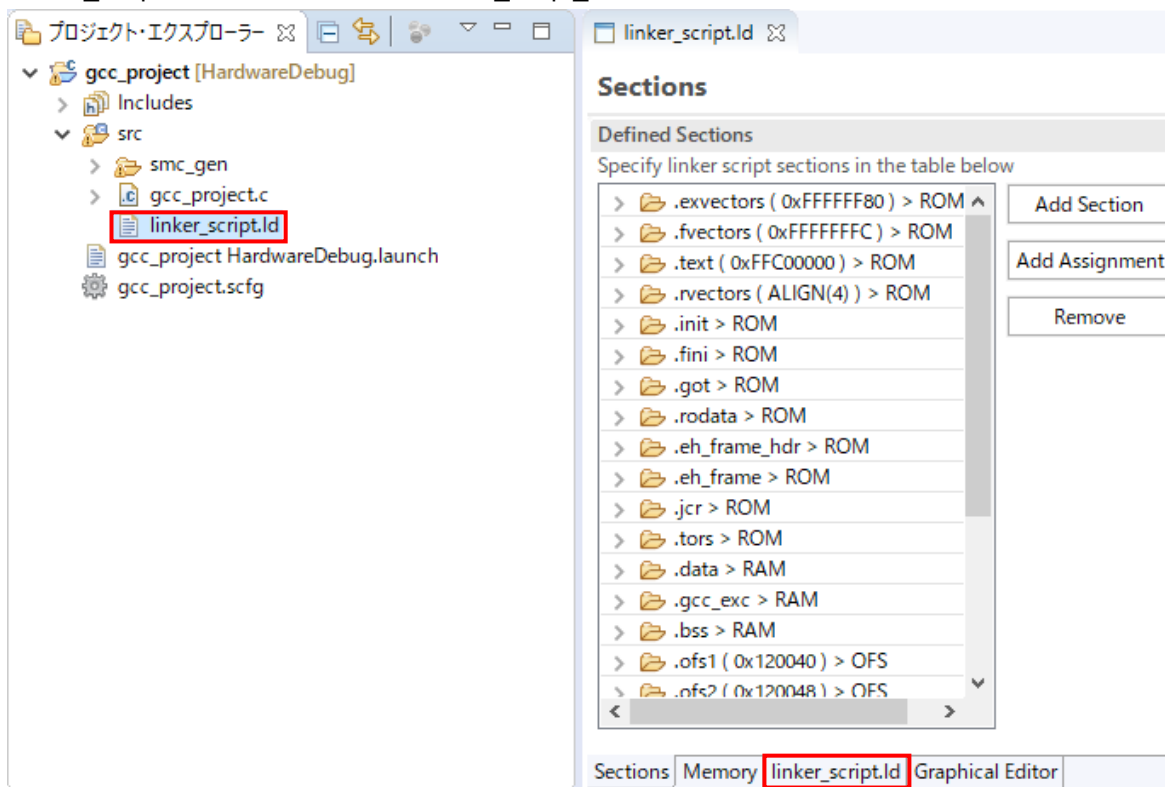 プロジェクト・エクスプローラー
gcc_project [HardwareDebug]
Includes
src
smc_gen
gcc_project.c
linker_script.ld
gcc_project HardwareDebug.launch
gcc_project.scfg
linker_script.ld
Sections
Defined Sections
Specify linker script sections in the table below
.exvectors ( 0xFFFFFF80 ) > ROM
.fvectors ( 0xFFFFFFFC ) > ROM
.text ( 0xFFC00000 ) > ROM
.rvectors ( ALIGN(4) ) > ROM
.init > ROM
.fini > ROM
.got > ROM
.rodata > ROM
.eh_frame_hdr > ROM
.eh_frame > ROM
.jcr > ROM
.tors > ROM
.data > RAM
.gcc_exc > RAM
.bss > RAM
.ofs1 ( 0x120040 ) > OFS
.ofs2 ( 0x120048 ) > OFS
Add Section
Add Assignment
Remove
Sections Memory linker_script.ld Graphical Editor